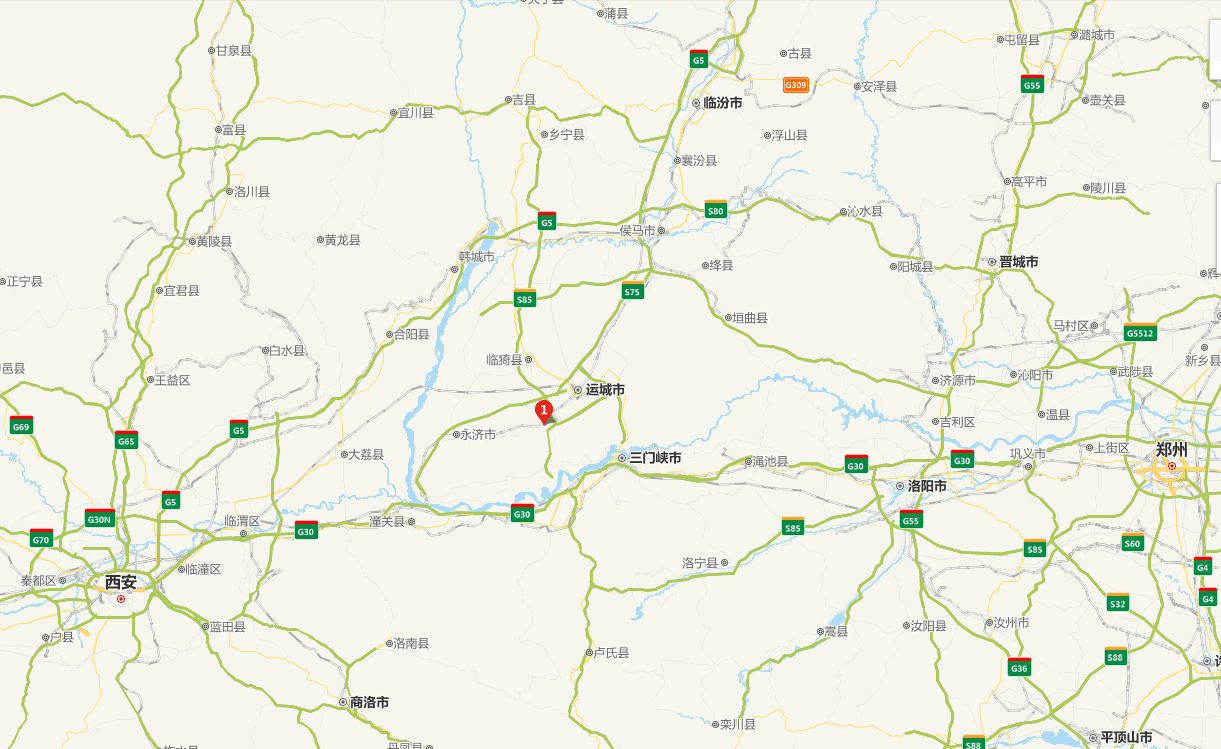 蒲县
甘泉县
屯留县
潞城市
古县
G5
G309
安泽县
G55
吉县
临汾市
壶关县
宜川县
富县
乡宁县
浮山县
襄汾县
洛川县
高平市
陵川县
G5
S80
沁水县
侯马市
黄陵县
黄龙县
韩城市
绛县
阳城县
晋城市
正宁县
宜君县
S85
S75
垣曲县
马村区
G5512
合阳县
白水县
临猗县
新乡县
王益区
济源市
沁阳市
武陟县
运城市
1
温县
G69
G65
G5
永济市
吉利区
大荔县
三门峡市
渑池县
G30
G30
巩义市
上街区
郑州
洛阳市
G5
G30N
临渭区
潼关县
G30
G30
S85
G55
G70
S85
S60
秦都区
西安
临潼区
洛宁县
G4
S32
G4
户县
蓝田县
洛南县
卢氏县
嵩县
汝阳县
汝州市
G36
S88
商洛市
栾川县
S88
平顶山市